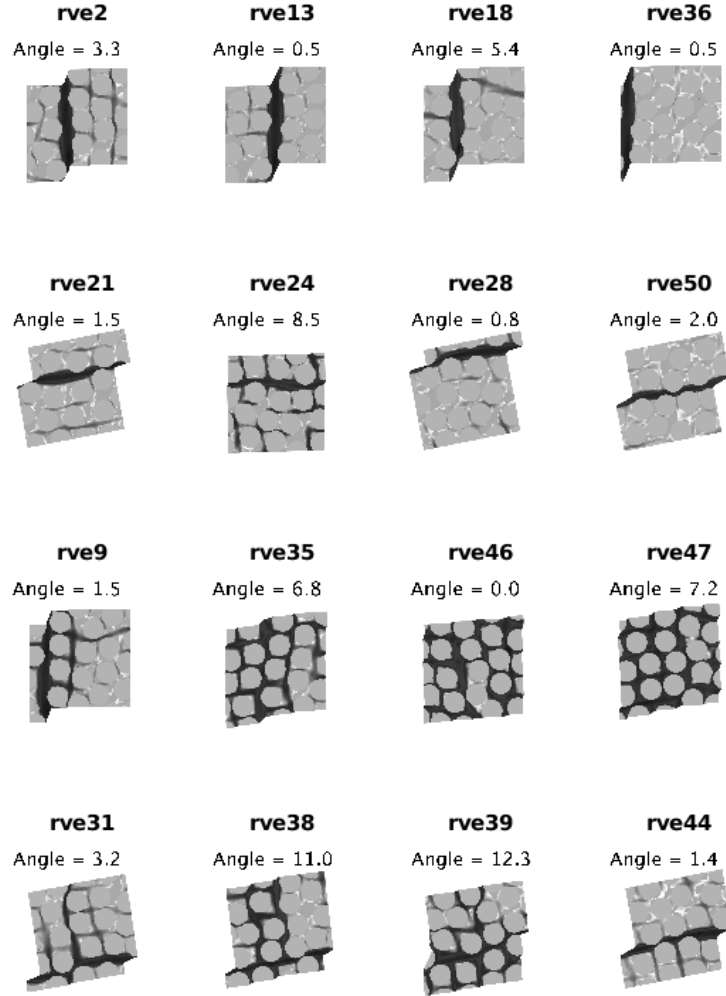 rve2 rve13 rve18 rve36
Angle = 3.3 Angle = 0.5 Angle = 5.4 Angle = 0.5
rve21 rve24 rve28 rve50
Angle = 1.5 Angle = 8.5 Angle = 0.8 Angle = 2.0
rve9 rve35 rve46 rve47
Angle = 1.5 Angle = 6.8 Angle = 0.0 Angle = 7.2
rve31 rve38 rve39 rve44
Angle = 3.2 Angle = 11.0 Angle = 12.3 Angle = 1.4